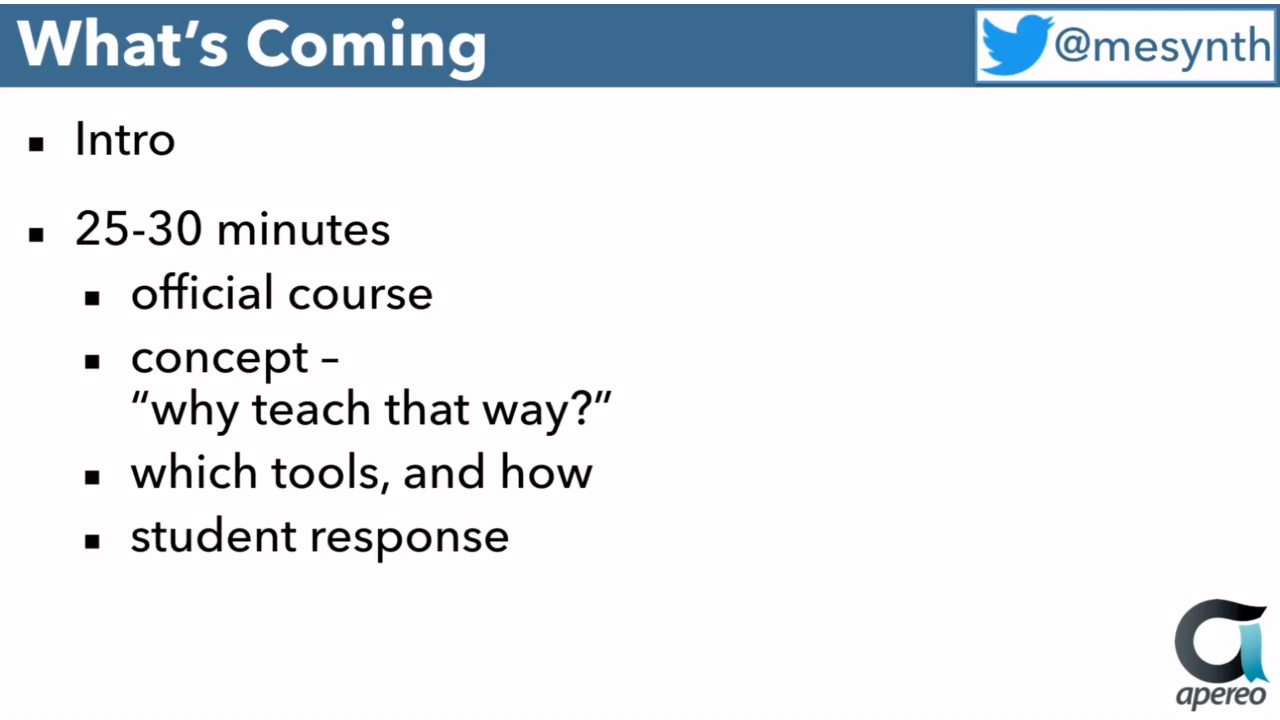 What’s Coming
@mesynth
▪ Intro
▪ 25-30 minutes
▪ official course
▪ concept –
“why teach that way?”
▪ which tools, and how
▪ student response
apereo